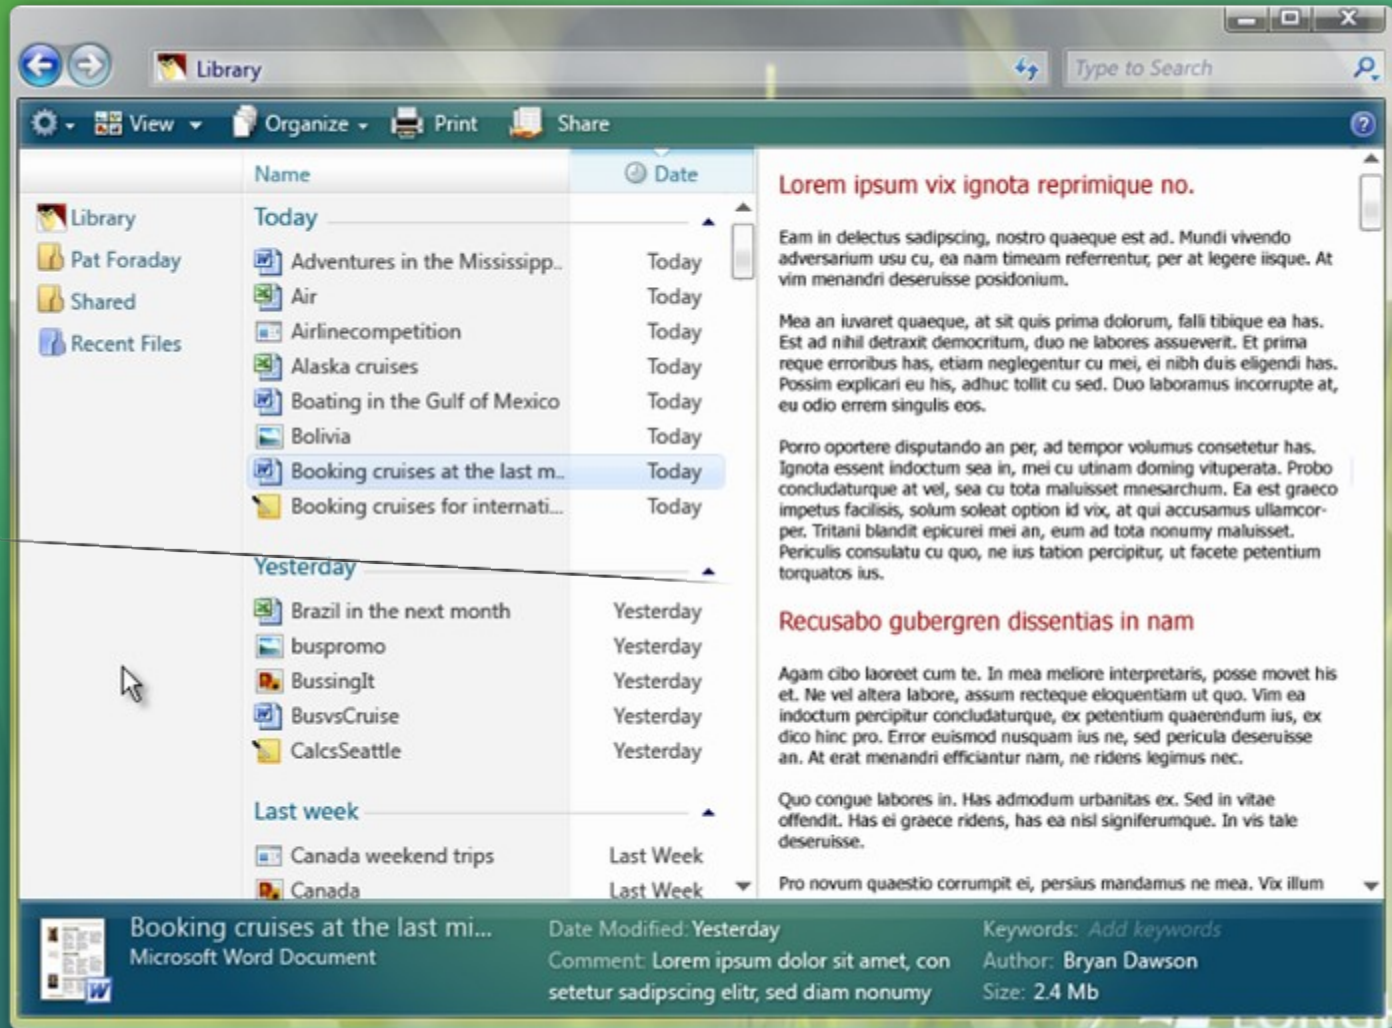 Library
Type to Search
View
Organize
Print
Share
Name
Date
Library
Pat Foraday
Shared
Recent Files
Today
Adventures in the Mississipp.. Today
Air Today
Airlinecompetition Today
Alaska cruises Today
Boating in the Gulf of Mexico Today
Bolivia Today
Booking cruises at the last m.. Today
Booking cruises for internati... Today
Yesterday
Brazil in the next month Yesterday
buspromo Yesterday
BussingIt Yesterday
BusvsCruise Yesterday
CalcsSeattle Yesterday
Last week
Canada weekend trips Last Week
Canada Last Week
Lorem ipsum vix ignota reprimique no.
Eam in delectus sadipscing, nostro quaeque est ad. Mundi vivendo
adversarium usu cu, ea nam timeam referrentur, per at legere iisque. At
vim menandri deseruisse posidonium.
Mea an iuvaret quaeque, at sit quis prima dolorum, falli tibique ea has.
Est ad nihil detraxit democritum, duo ne labores assueverit. Et prima
reque erroribus has, etiam neglegentur cu mei, ei nibh duis eligendi has.
Possim explicari eu his, adhuc tollit cu sed. Duo laboramus incorrupte at,
eu odio errem singulis eos.
Porro oportere disputando an per, ad tempor volumus consetetur has.
Ignota essent indoctum sea in, mei cu utinam doming vituperata. Probo
concludaturque at vel, sea cu tota maluisset mnesarchum. Ea est graeco
impetus facilisis, solum soleat option id vix, at qui accusamus ullamcor-
per. Tritani blandit epicurei mei an, eum ad tota nonumy maluisset.
Periculis consulatu cu quo, ne ius tation percipitur, ut facete petentium
torquatos ius.
Recusabo gubergren dissentias in nam
Agam cibo laoreet cum te. In mea meliore interpretaris, posse movet his
et. Ne vel altera labore, assum recteque eloquentiam ut quo. Vim ea
indoctum percipitur concludaturque, ex petentium quaerendum ius, ex
dico hinc pro. Error euismod nusquam ius ne, sed pericula deseruisse
an. At erat menandri efficiantur nam, ne ridens legimus nec.
Quo congue labores in. Has admodum urbanitas ex. Sed in vitae
offendit. Has ei graece ridens, has ea nisl signiferumque. In vis tale
deseruisse.
Pro novum quaestio corrumpit ei, persius mandamus ne mea. Vix illum
Booking cruises at the last mi...
Microsoft Word Document
Date Modified: Yesterday
Comment: Lorem ipsum dolor sit amet, con
setetur sadipscing elitr, sed diam nonumy
Keywords: Add keywords
Author: Bryan Dawson
Size: 2.4 Mb